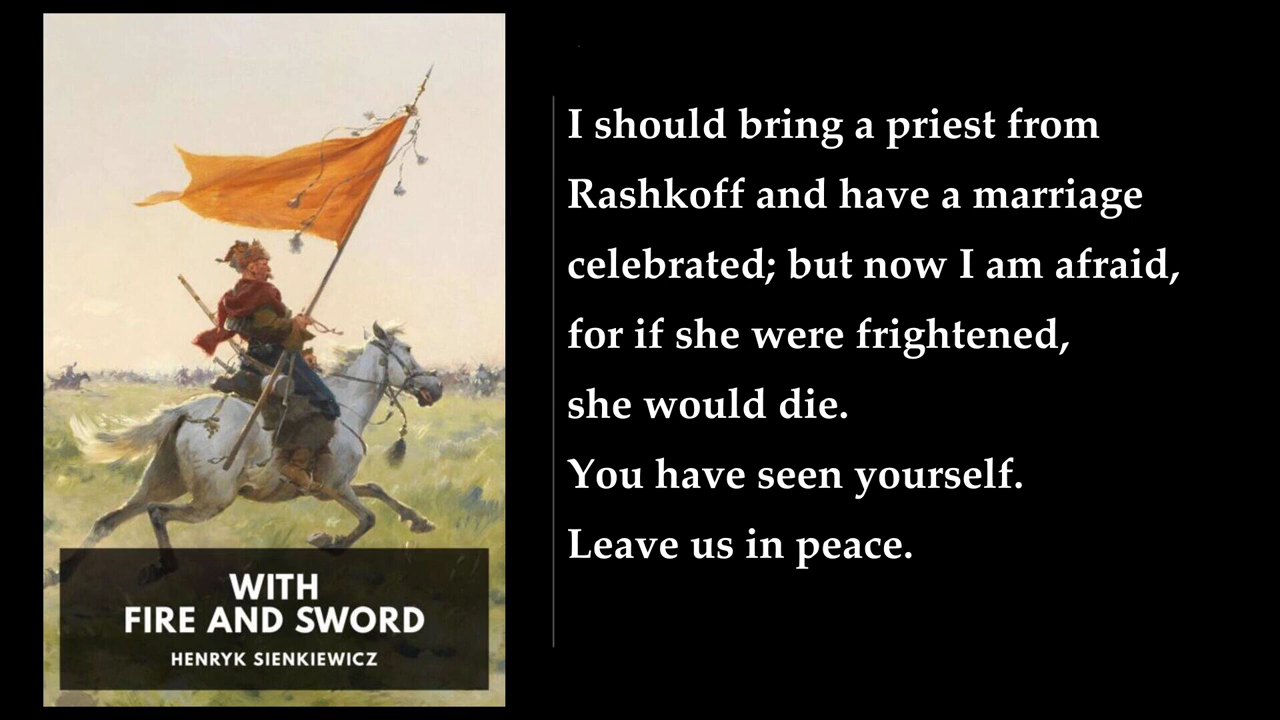 WITH
FIRE AND SWORD
HENRYK SIENKIEWICZ
I should bring a priest from
Rashkoff and have a marriage
celebrated; but now I am afraid,
for if she were frightened,
she would die.
You have seen yourself.
Leave us in peace.